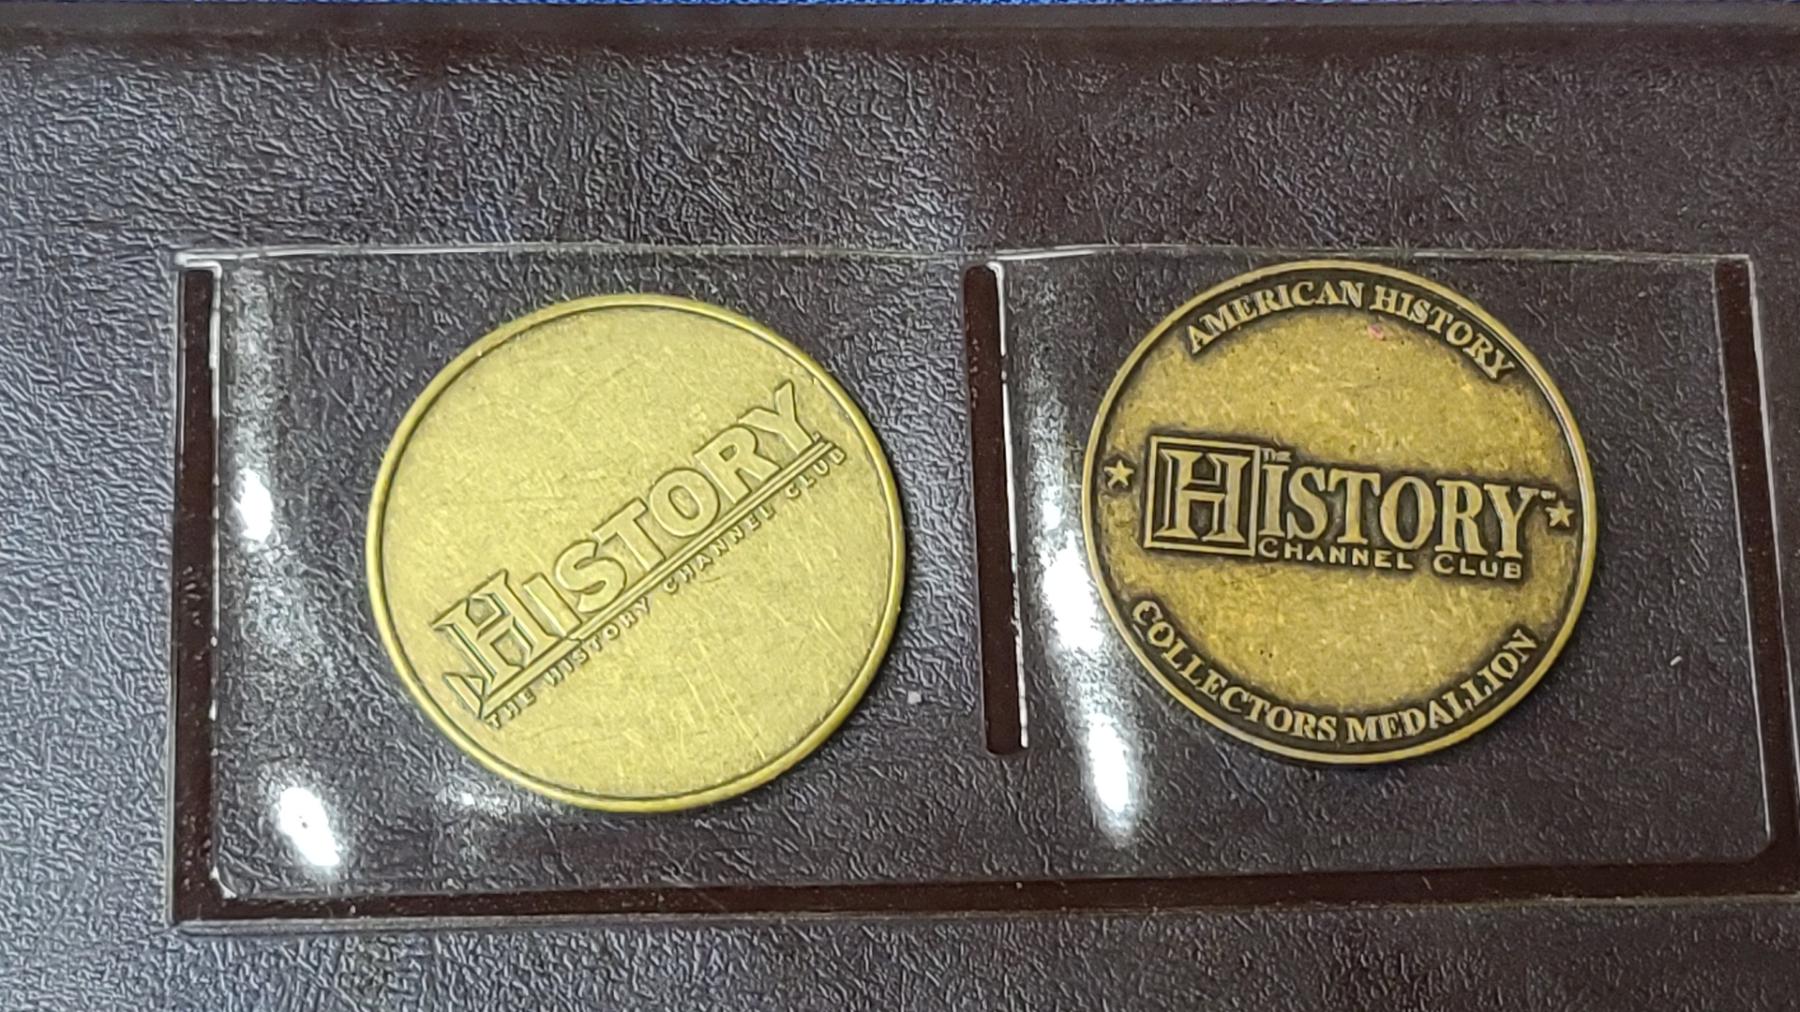 HISTORY
THE HISTORY CHANNEL CLUB
AMERICAN HISTORY
THE
HISTORY
CHANNEL CLUB
COLLECTORS MEDALLION